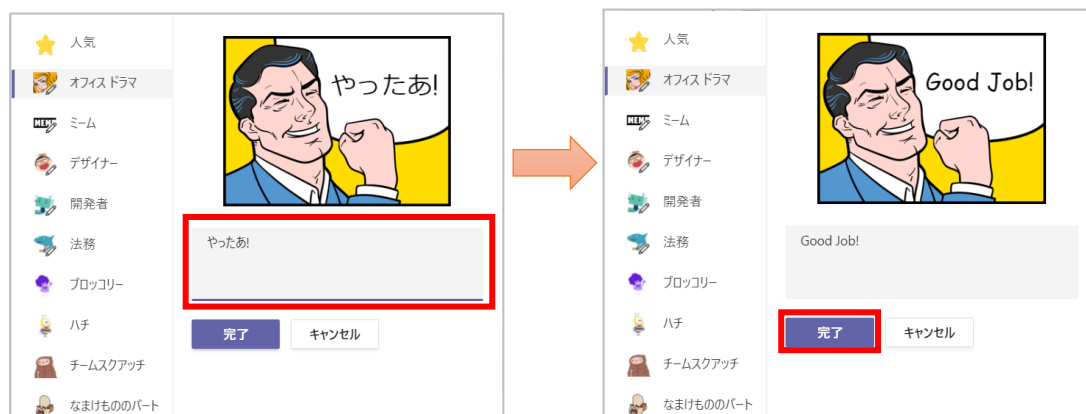 人気
オフィス ドラマ
ミーム
デザイナー
開発者
法務
ブロッコリー
ハチ
チームスクアッチ
なまけもののバート
やったあ!
やったあ!
完了
キャンセル
人気
オフィス ドラマ
ミーム
デザイナー
開発者
法務
ブロッコリー
ハチ
チームスクアッチ
なまけもののバート
Good Job!
Good Job!
完了
キャンセル